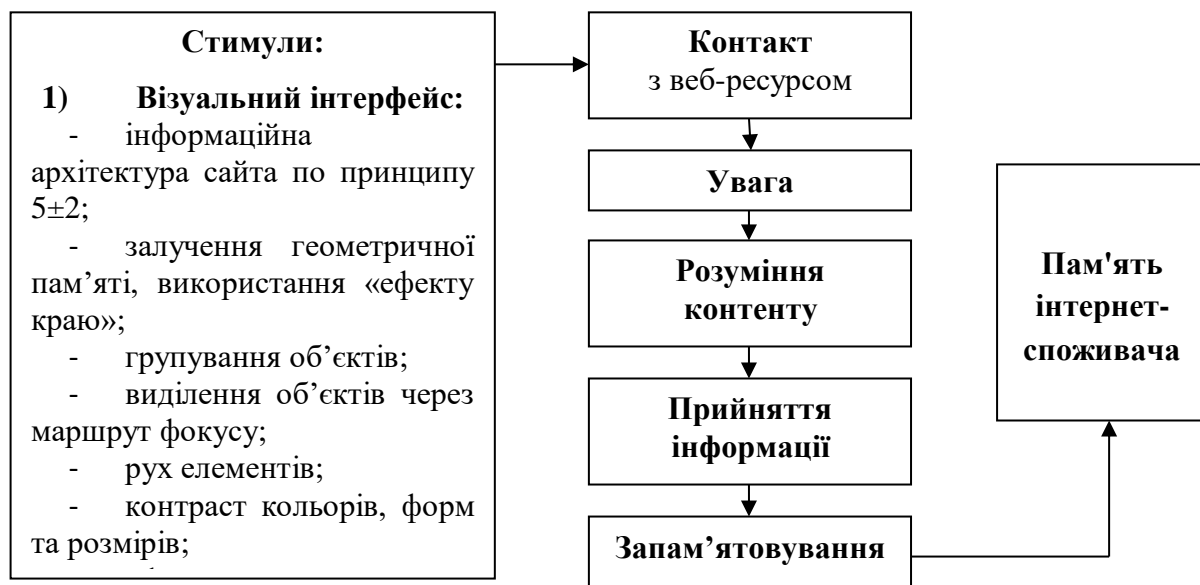 Стимули:
1) Візуальний інтерфейс:
- інформаційна
архітектура сайта по принципу
5±2;
- залучення геометричної
пам’яті, використання «ефекту
краю»;
- групування об’єктів;
- виділення об’єктів через
маршрут фокусу;
- рух елементів;
- контраст кольорів, форм
та розмірів;
Контакт
з веб-ресурсом
Увага
Розуміння
контенту
Прийняття
інформації
Запам’ятовування
Пам'ять
інтернет-
споживача